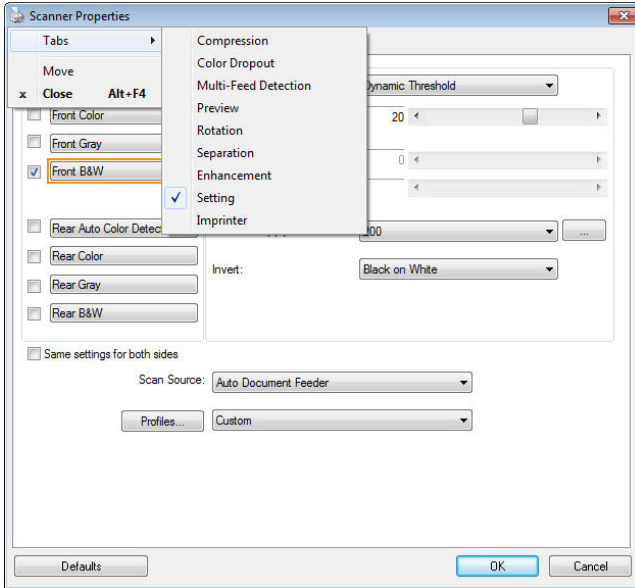 Scanner Properties
Tabs
Move
x Close Alt+F4
Compression
Color Dropout
Multi-Feed Detection
Preview
Rotation
Separation
Enhancement
Setting
Imprinter
Dynamic Threshold
Front Color
20
Front Gray
0
Front B&W
Rear Auto Color Detect
200
...
Rear Color
Invert: Black on White
Rear Gray
Rear B&W
Same settings for both sides
Scan Source: Auto Document Feeder
Profiles... Custom
Defaults OK Cancel